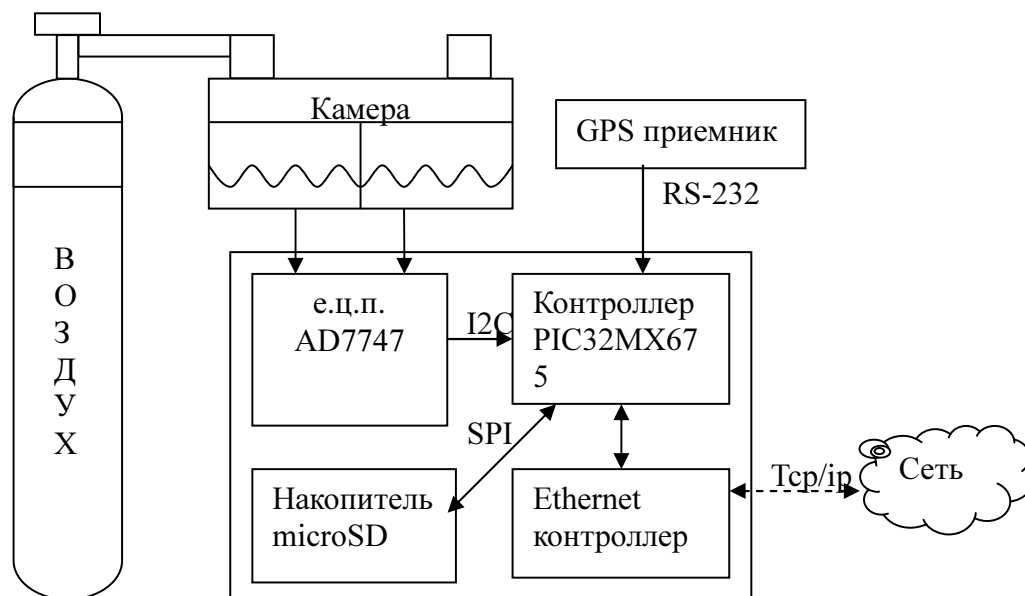 Камера
GPS приемник
RS-232
В
О
З
Д
У
Х
е.ц.п.
AD7747
I2C
Контроллер
PIC32MX67
5
SPI
Накопитель
microSD
Ethernet
контроллер
Tcp/ip
Сеть